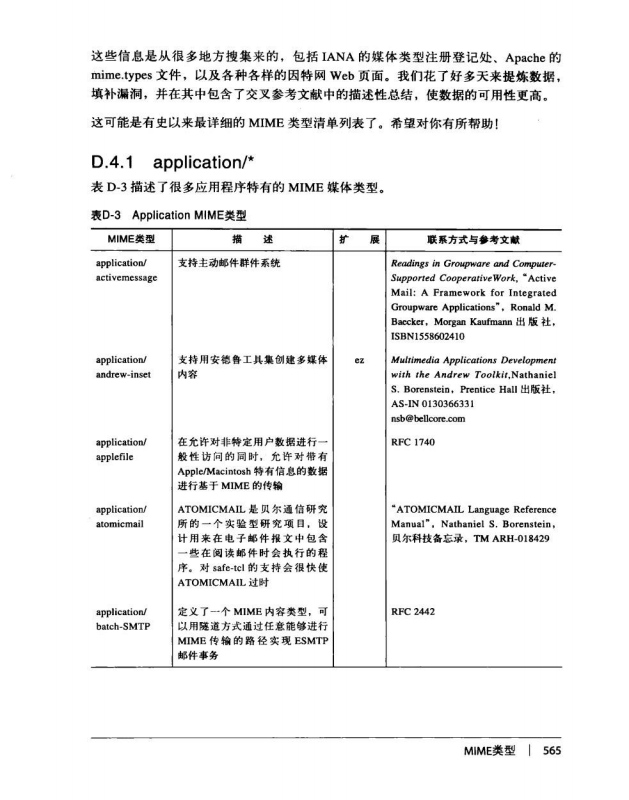 这些信息是从很多地方搜集来的，包括 IANA 的媒体类型注册登记处、Apache 的
mime.types 文件，以及各种各样的因特网 Web 页面。我们花了好多天来提炼数据，
填补漏洞，并在其中包含了交叉参考文献中的描述性总结，使数据的可用性更高。
这可能是有史以来最详细的 MIME 类型清单列表了。希望对你有所帮助！
D.4.1 application/*
表 D-3 描述了很多应用程序特有的 MIME 媒体类型。
表D-3 Application MIME类型
MIME类型 描 述 扩 展 联系方式与参考文献
application/
activemessage
支持主动邮件群件系统
Readings in Groupware and Computer-
Supported CooperativeWork, “Active
Mail: A Framework for Integrated
Groupware Applications”, Ronald M.
Baecker, Morgan Kaufmann 出版社，
ISBN1558602410
application/
andrew-inset
支持用安德鲁工具集创建多媒体
内容
ez
Multimedia Applications Development
with the Andrew Toolkit,Nathaniel
S. Borenstein, Prentice Hall 出版社，
AS-IN 0130366331
nsb@bellcore.com
application/
applefile
在允许对非特定用户数据进行一
般性访问的同时，允许对带有
Apple/Macintosh 特有信息的数据
进行基于 MIME 的传输
RFC 1740
application/
atomicmail
ATOMICMAIL 是贝尔通信研究
所的一个实验型研究项目，设
计用来在电子邮件报文中包含
一些在阅读邮件时会执行的程
序。对 safe-tcl 的支持会很快使
ATOMICMAIL 过时
“ATOMICMAIL Language Reference
Manual”, Nathaniel S. Borenstein,
贝尔科技备忘录，TM ARH-018429
application/
batch-SMTP
定义了一个 MIME 内容类型，可
以用隧道方式通过任意能够进行
MIME 传输的路径实现 ESMTP
邮件事务
RFC 2442
MiME类型 | 565